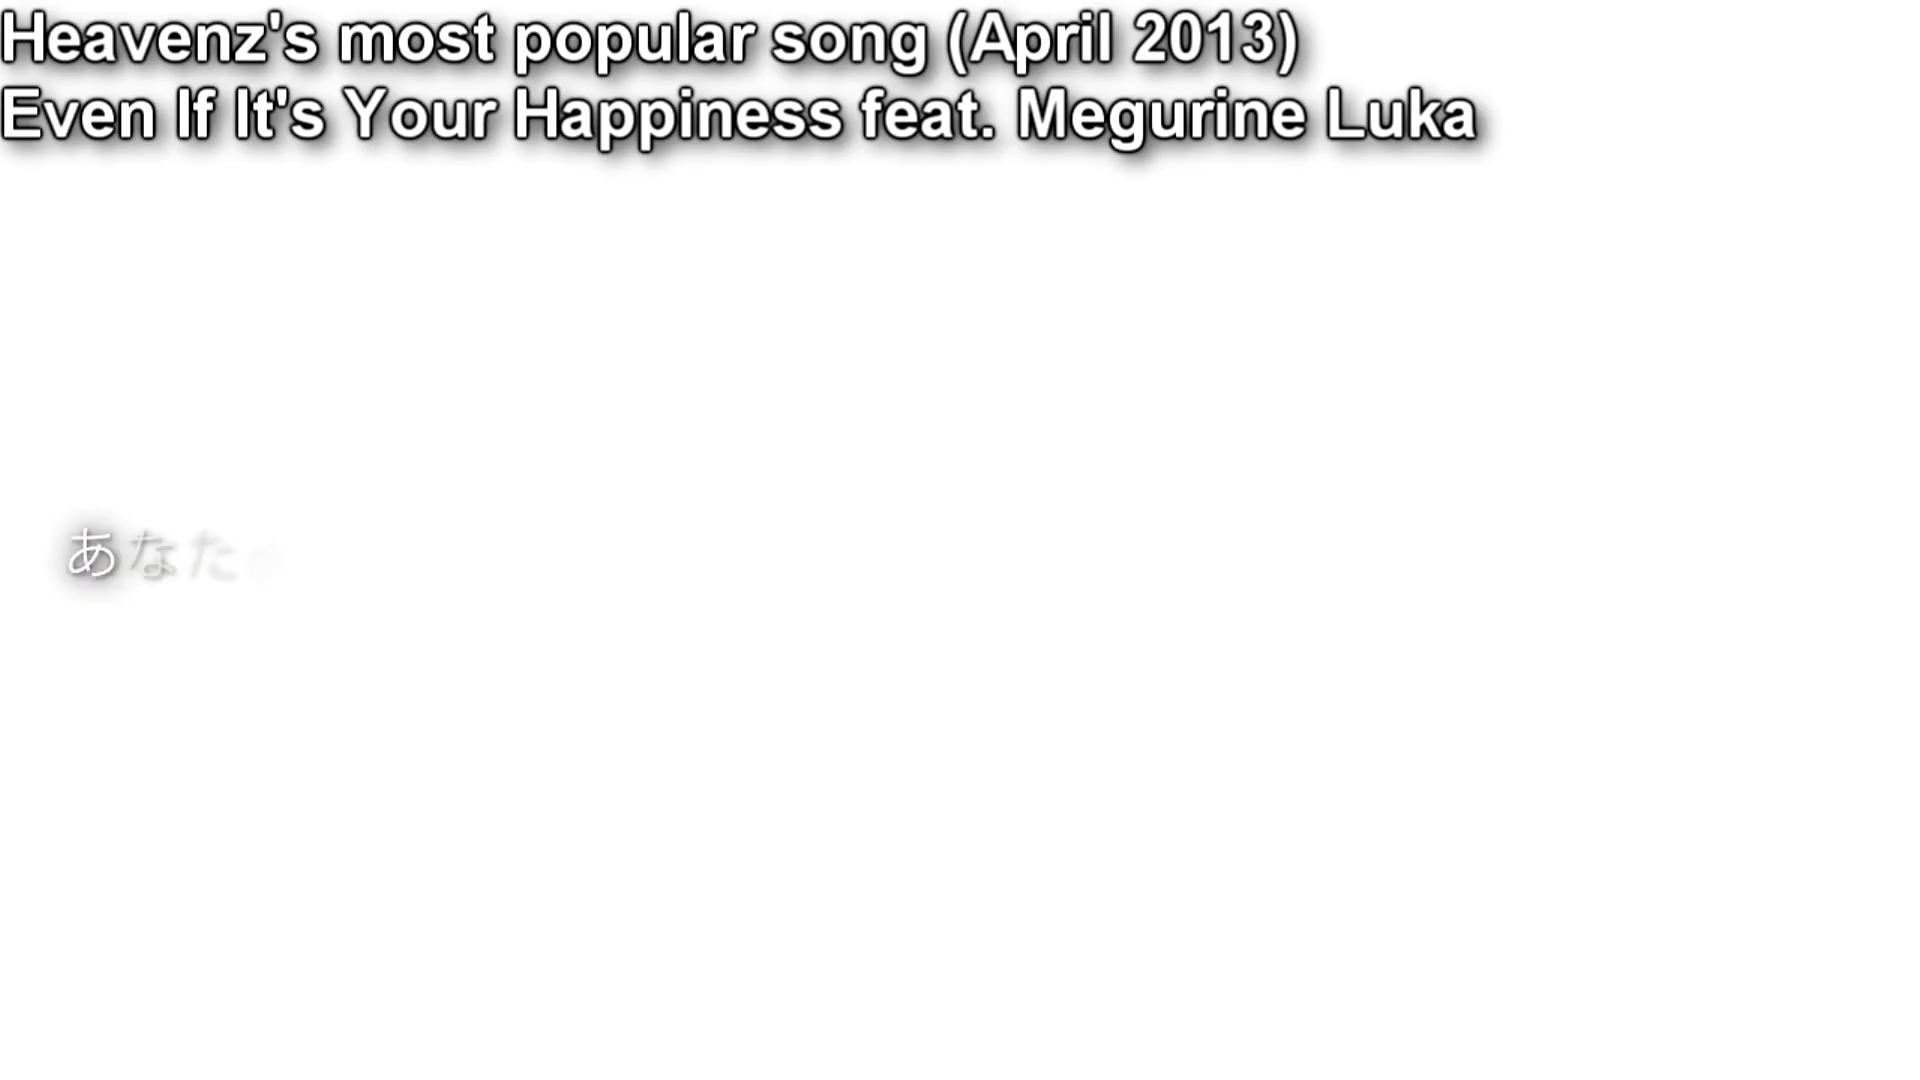 Heavenz's most popular song (April 2013)
Even If It's Your Happiness feat. Megurine Luka
あなた